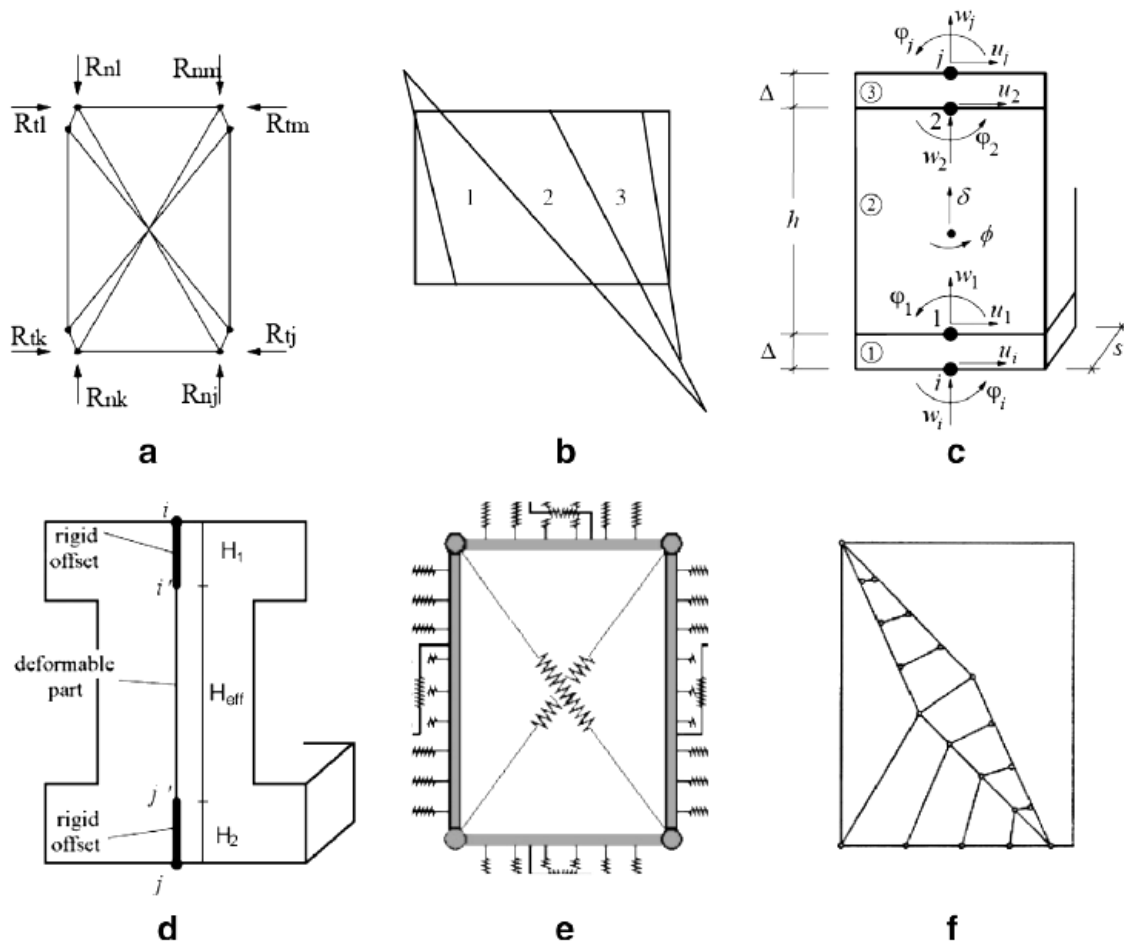 Rnl Rnm
Rtl Rtm
Rtk Rtj
Rnk Rnj
a
1 2 3
b
wj
φj uj
j
Δ ③ u2
2 φ2
w2
h ② δ
ϕ
w1
φ1 u1
1
Δ ① ui
s
i φi
wi
c
i
rigid
offset
H1
i'
deformable
part
Heff
j'
rigid
offset
H2
j
d
e
f